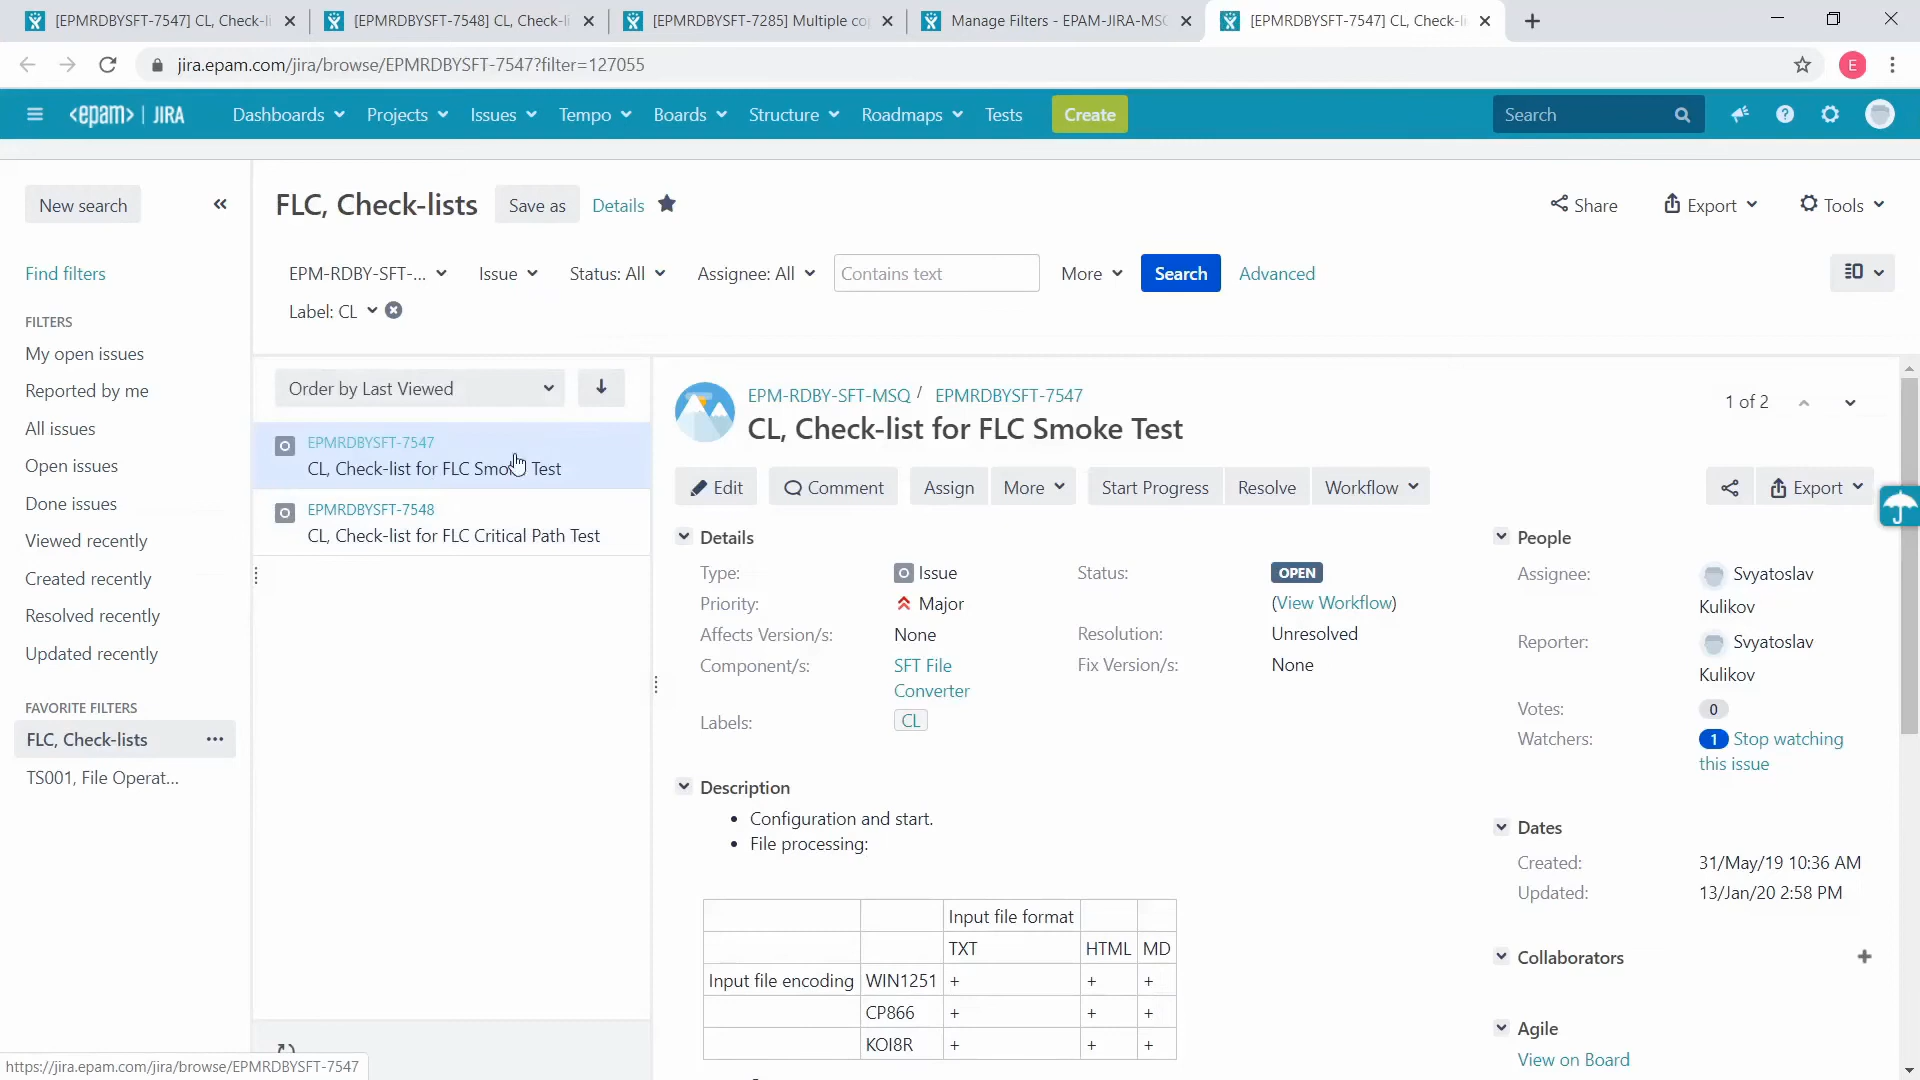 [EPMRDBYSFT-7547] CL, Check-li
[EPMRDBYSFT-7548] CL, Check-li
[EPMRDBYSFT-7285] Multiple co
Manage Filters - EPAM-JIRA-MSQ
[EPMRDBYSFT-7547] CL, Check-li
jira.epam.com/jira/browse/EPMRDBYSFT-7547?filter=127055
E
<epam> | JIRA
Dashboards
Projects
Issues
Tempo
Boards
Structure
Roadmaps
Tests
Create
Search
New search
FLC, Check-lists
Save as
Details
Share
Export
Tools
Find filters
EPM-RDBY-SFT-...
Issue
Status: All
Assignee: All
Contains text
More
Search
Advanced
Label: CL
FILTERS
My open issues
Reported by me
All issues
Open issues
Done issues
Viewed recently
Created recently
Resolved recently
Updated recently
FAVORITE FILTERS
FLC, Check-lists
TS001, File Operat...
Order by Last Viewed
EPMRDBYSFT-7547
CL, Check-list for FLC Smoke Test
EPMRDBYSFT-7548
CL, Check-list for FLC Critical Path Test
EPM-RDBY-SFT-MSQ / EPMRDBYSFT-7547
CL, Check-list for FLC Smoke Test
1 of 2
Edit
Comment
Assign
More
Start Progress
Resolve
Workflow
Export
Details
Type: Issue
Priority: Major
Affects Version/s: None
Component/s: SFT File
Converter
Labels: CL
Status: OPEN
(View Workflow)
Resolution: Unresolved
Fix Version/s: None
Description
• Configuration and start.
• File processing:
Input file format
TXT HTML MD
Input file encoding WIN1251 + + +
CP866 + + +
KOI8R + + +
People
Assignee: Svyatoslav
Kulikov
Reporter: Svyatoslav
Kulikov
Votes: 0
Watchers: 1 Stop watching
this issue
Dates
Created: 31/May/19 10:36 AM
Updated: 13/Jan/20 2:58 PM
Collaborators
Agile
View on Board
https://jira.epam.com/jira/browse/EPMRDBYSFT-7547